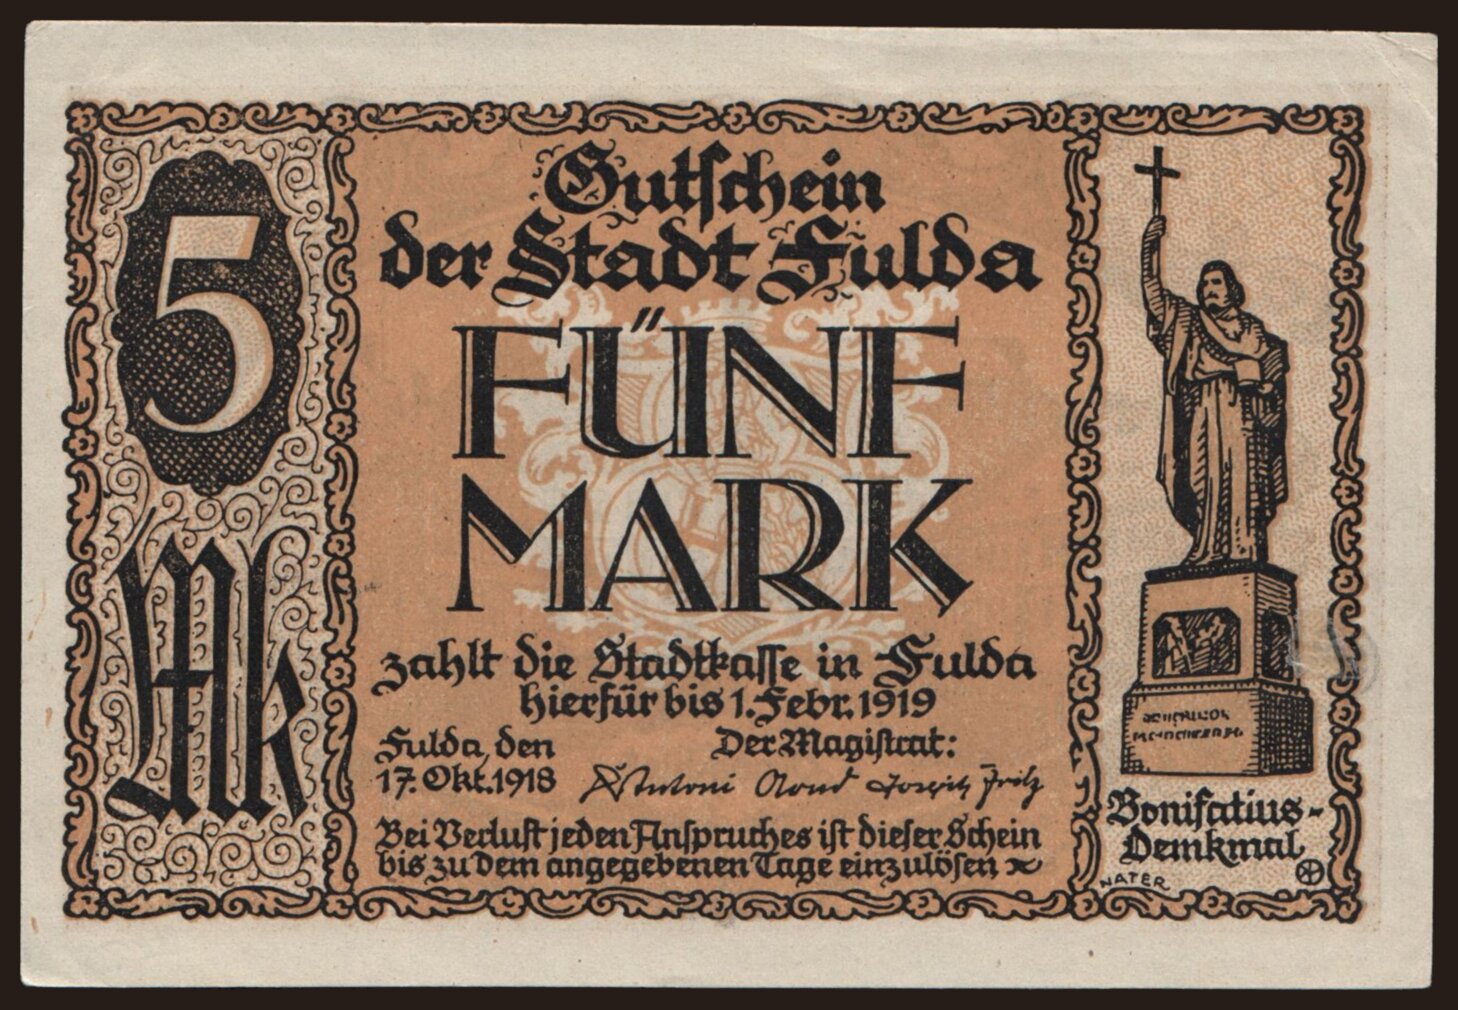 5
Mk
Gutschein
der Stadt Fulda
FÜNF
MARK
zahlt die Stadtkasse in Fulda
hierfür bis 1. Febr. 1919
Fulda, den
17. Okt. 1918
Der Magistrat:
Antoni
Bei Verlust jeden Anspruches ist dieser Schein
bis zu dem angegebenen Tage einzulösen
Bonifatius-
Denkmal
NATER